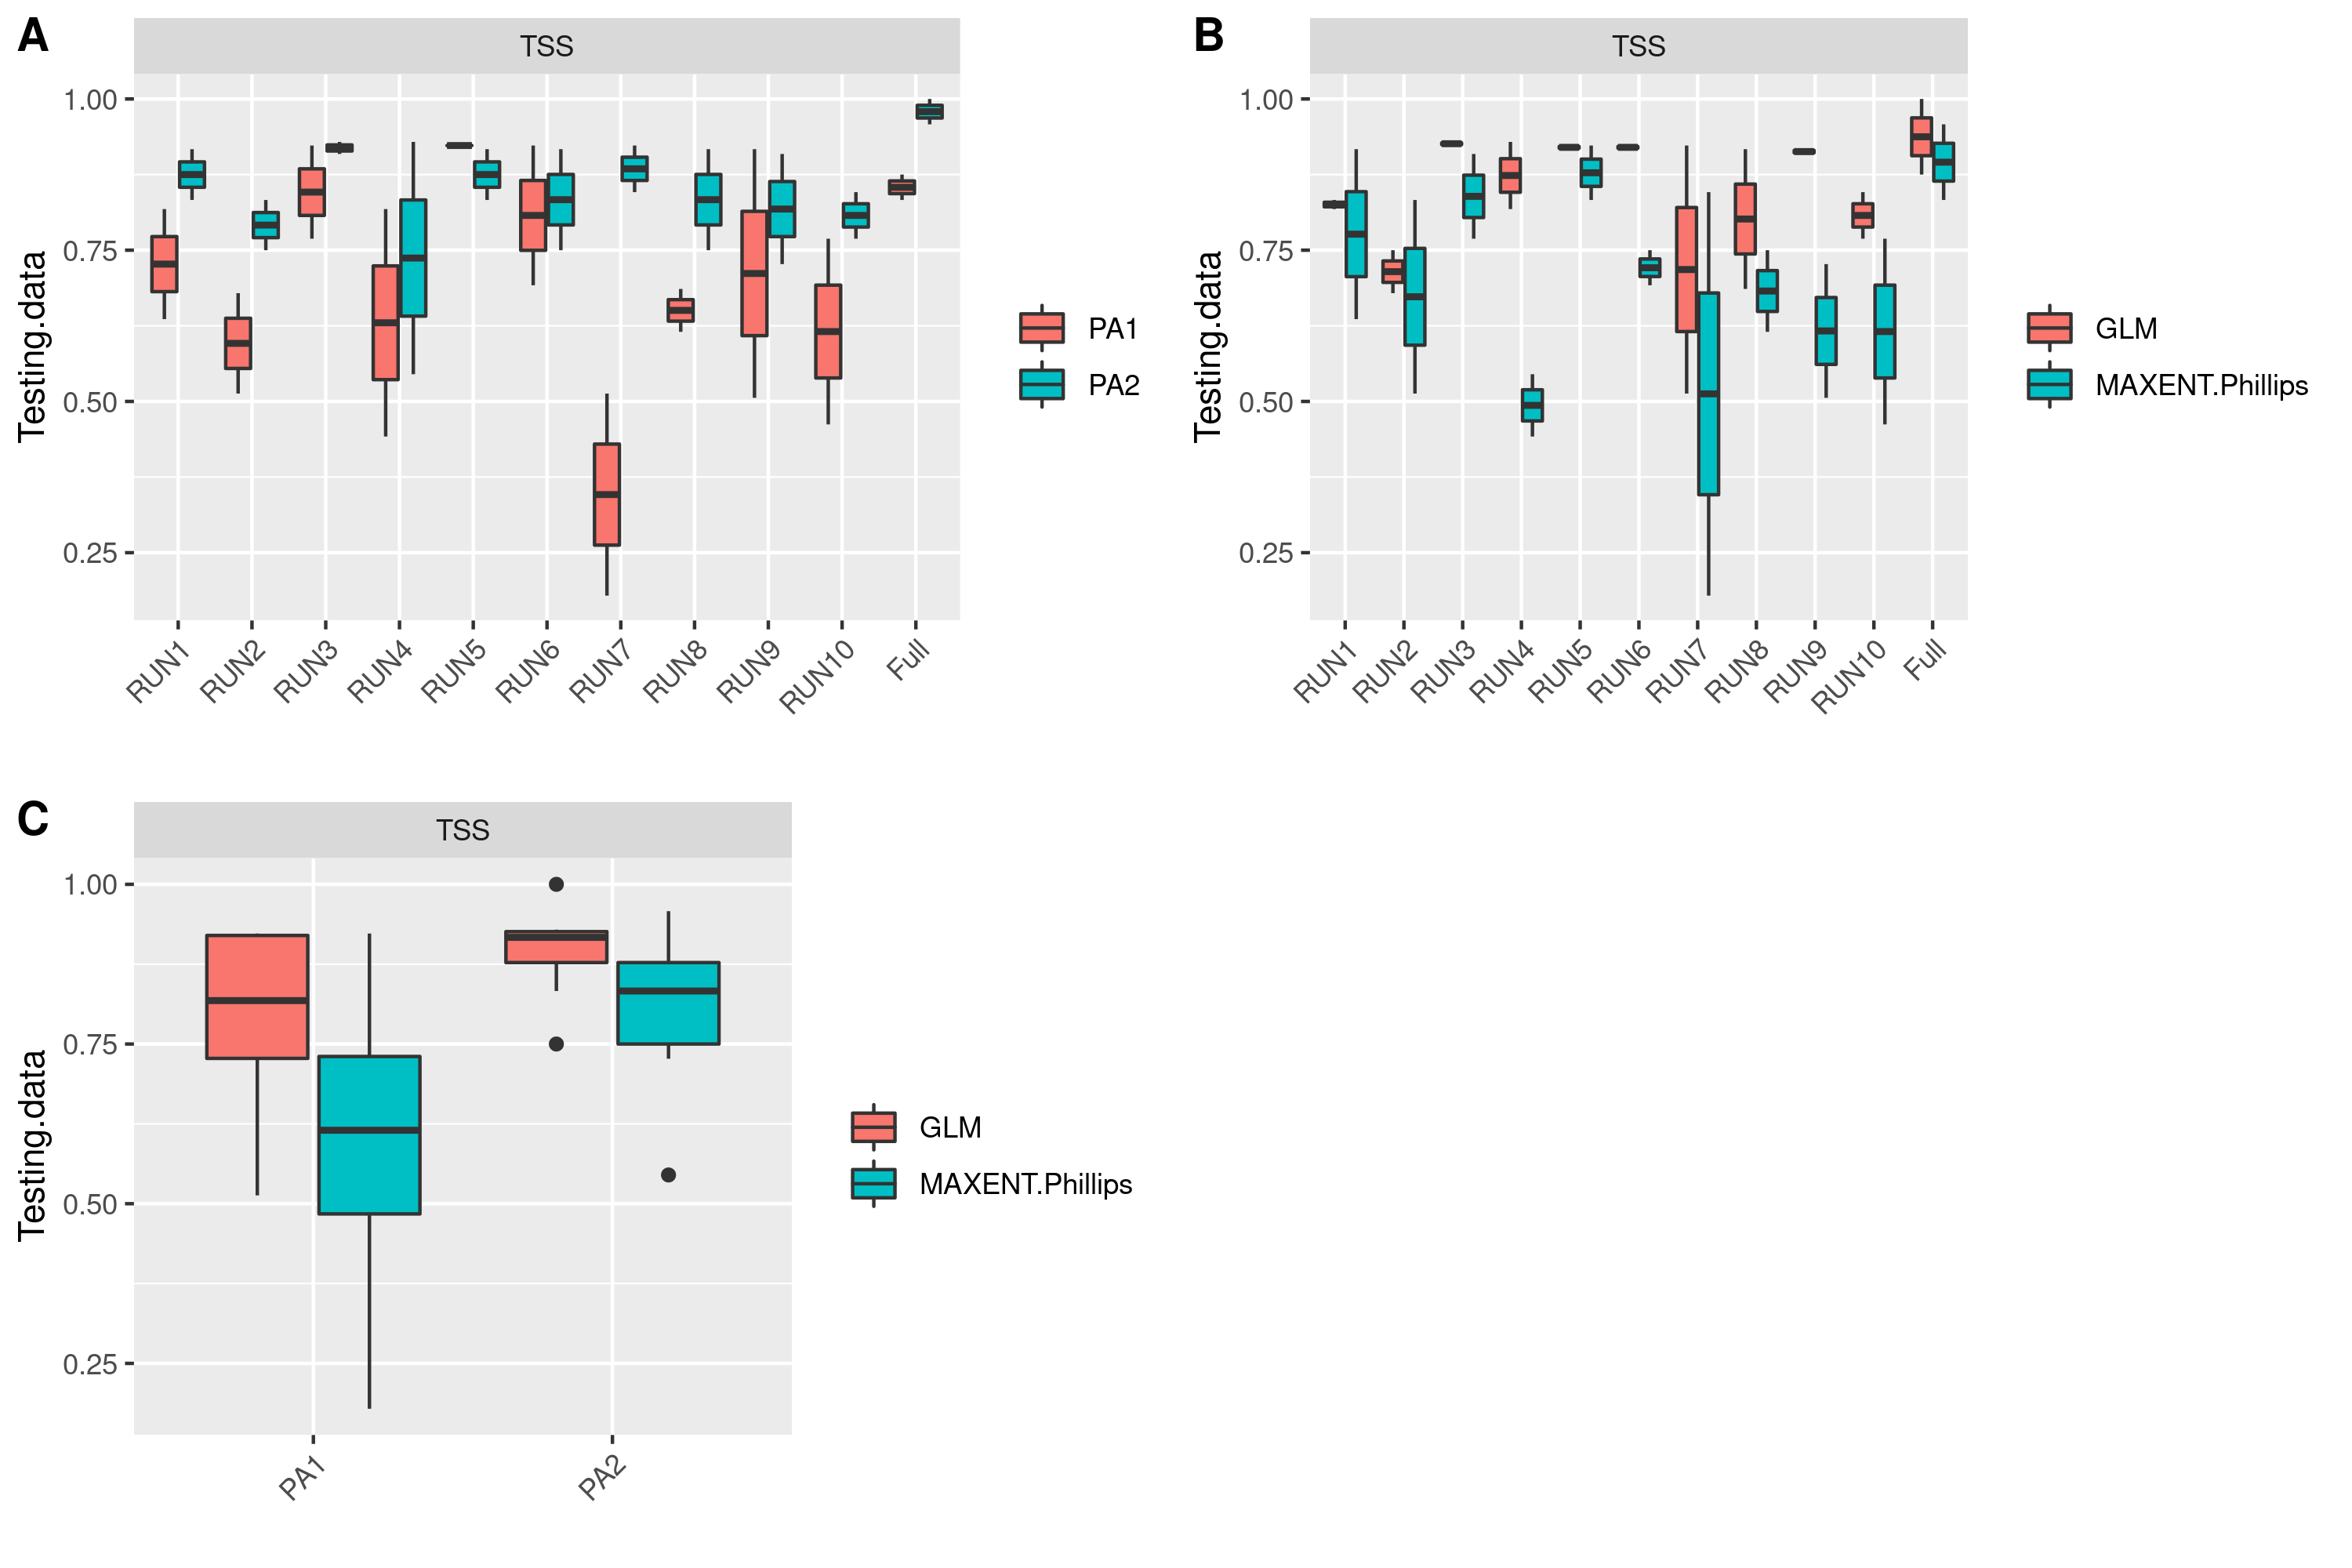 A
TSS
1.00
0.75
0.50
0.25
Testing.data
RUN1
RUN2
RUN3
RUN4
RUN5
RUN6
RUN7
RUN8
RUN9
RUN10
Full
PA1
PA2
B
TSS
1.00
0.75
0.50
0.25
Testing.data
RUN1
RUN2
RUN3
RUN4
RUN5
RUN6
RUN7
RUN8
RUN9
RUN10
Full
GLM
MAXENT.Phillips
C
TSS
1.00
0.75
0.50
0.25
Testing.data
PA1
PA2
GLM
MAXENT.Phillips